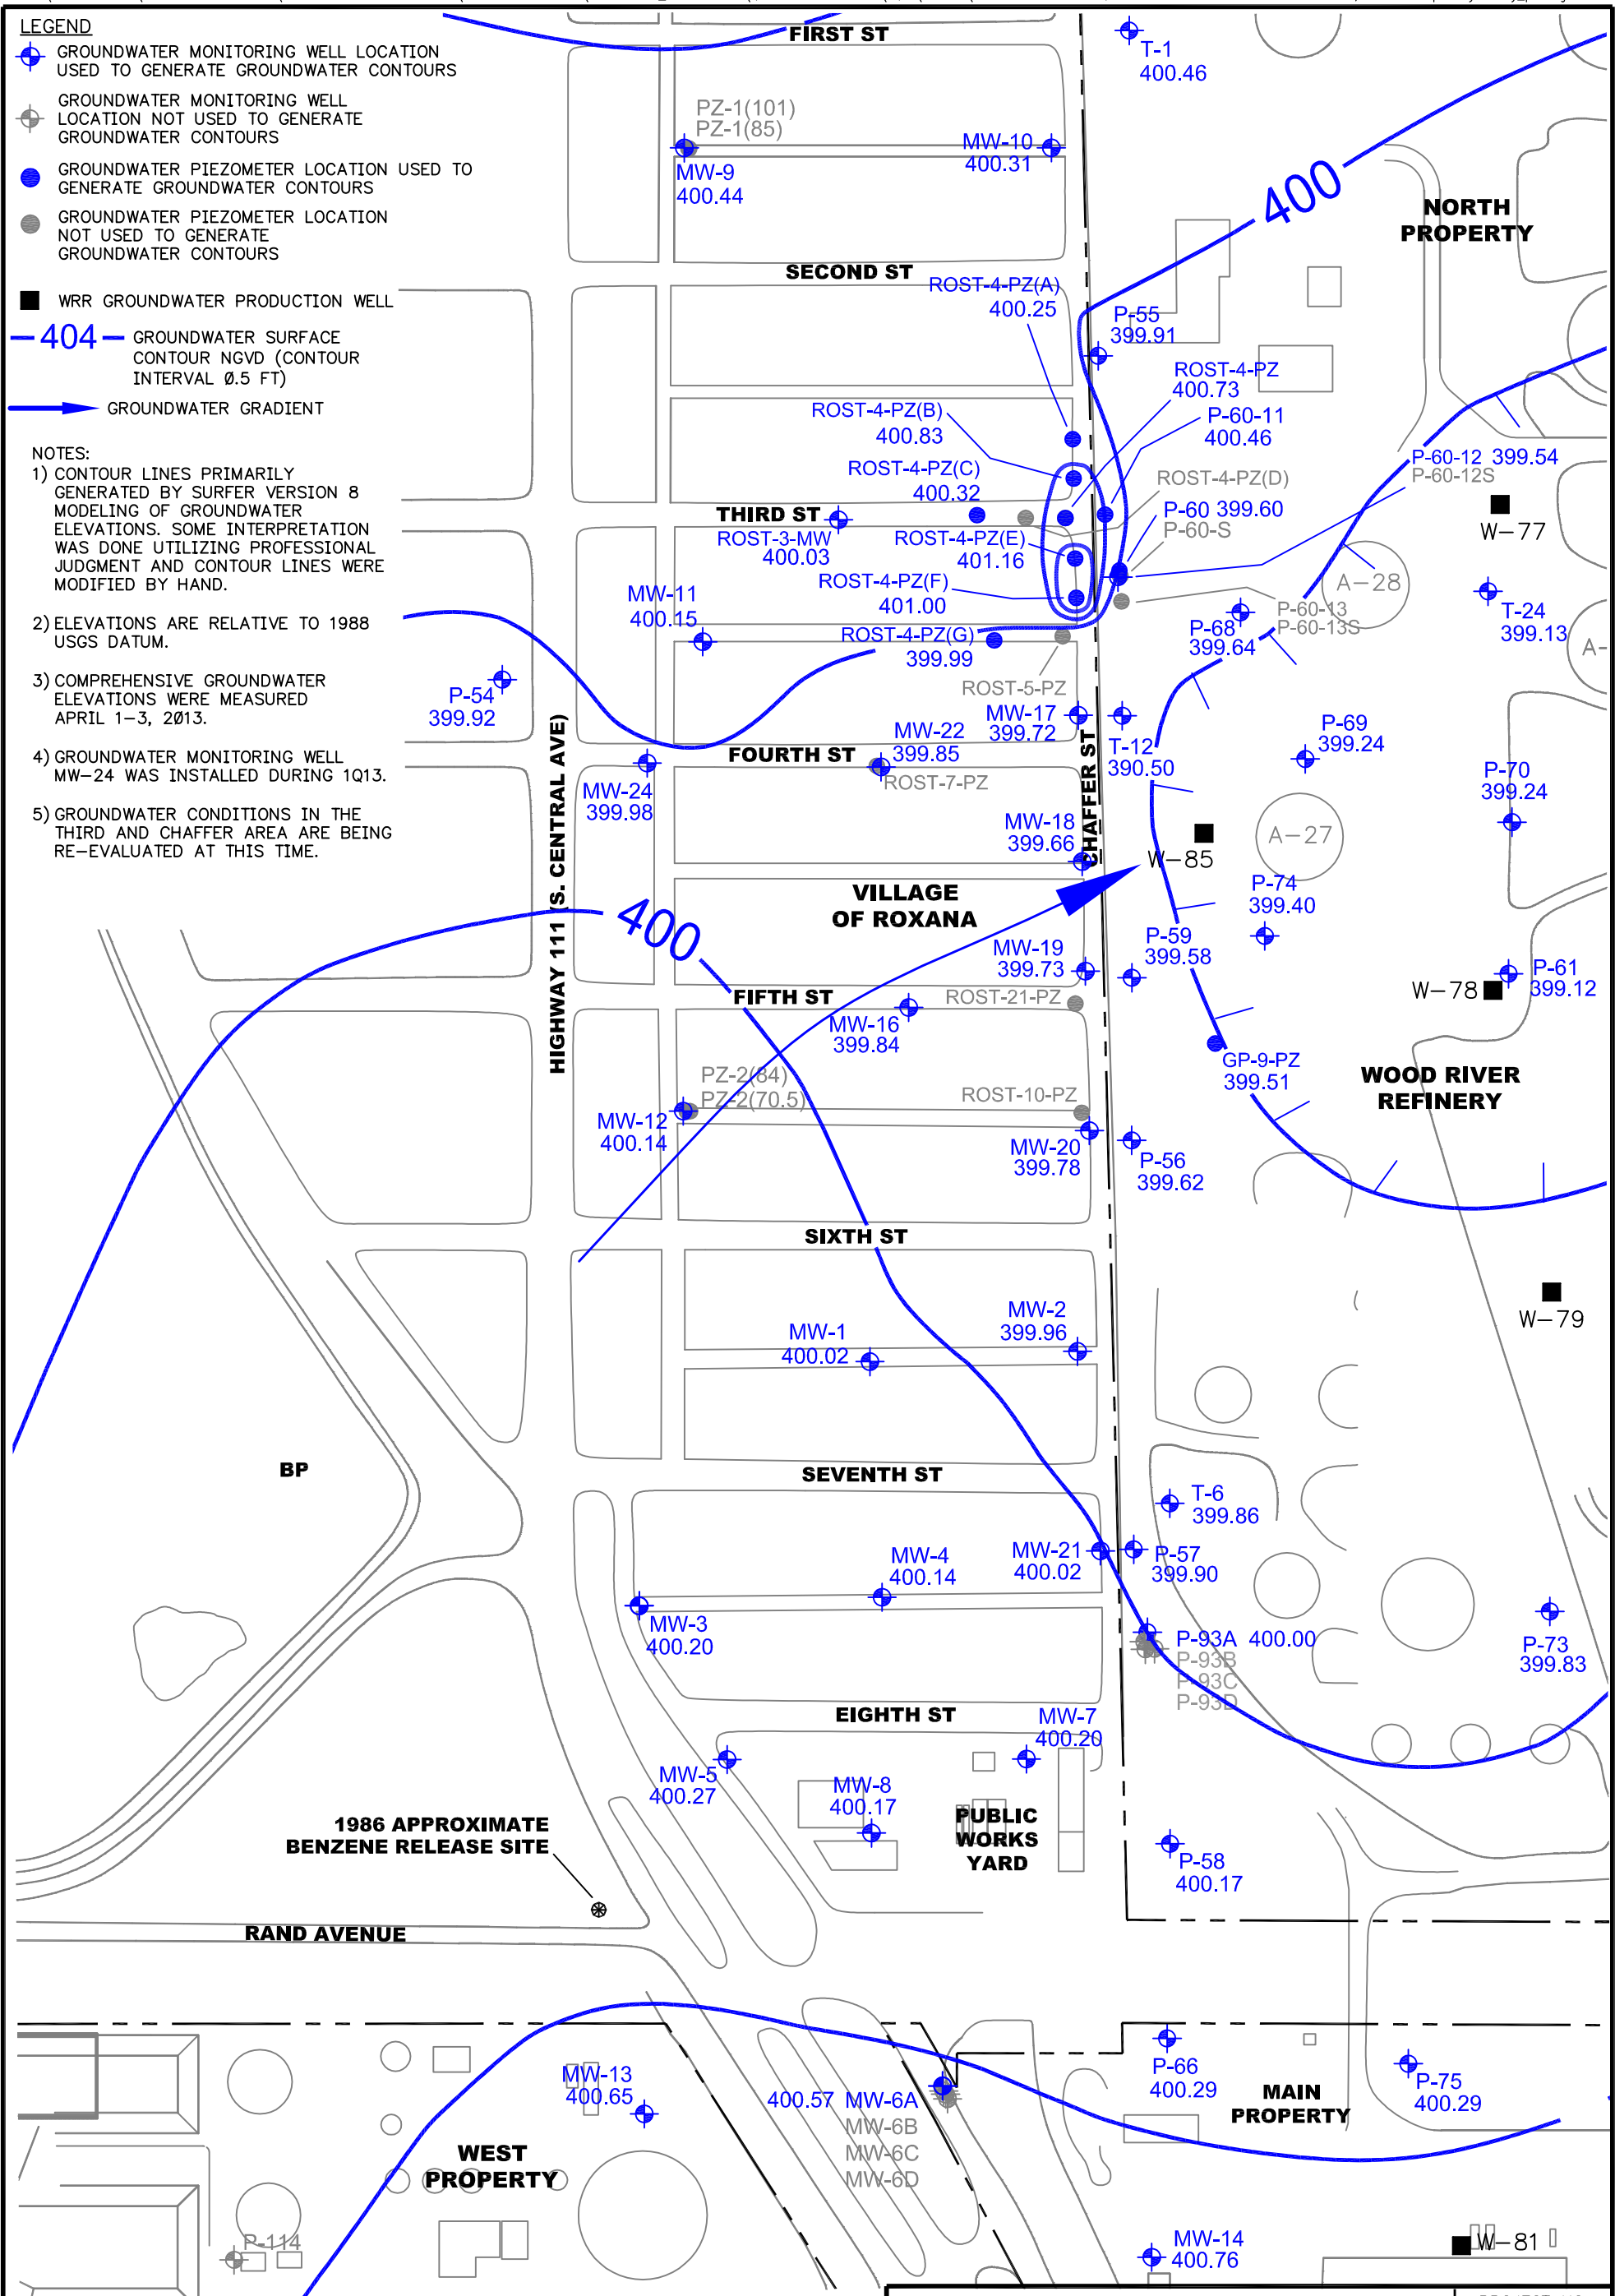 LEGEND
GROUNDWATER MONITORING WELL LOCATION
USED TO GENERATE GROUNDWATER CONTOURS
GROUNDWATER MONITORING WELL
LOCATION NOT USED TO GENERATE
GROUNDWATER CONTOURS
GROUNDWATER PIEZOMETER LOCATION USED TO
GENERATE GROUNDWATER CONTOURS
GROUNDWATER PIEZOMETER LOCATION
NOT USED TO GENERATE
GROUNDWATER CONTOURS
WRR GROUNDWATER PRODUCTION WELL
404
GROUNDWATER SURFACE
CONTOUR NGVD (CONTOUR
INTERVAL 0.5 FT)
GROUNDWATER GRADIENT
NOTES:
1) CONTOUR LINES PRIMARILY
GENERATED BY SURFER VERSION 8
MODELING OF GROUNDWATER
ELEVATIONS. SOME INTERPRETATION
WAS DONE UTILIZING PROFESSIONAL
JUDGMENT AND CONTOUR LINES WERE
MODIFIED BY HAND.
2) ELEVATIONS ARE RELATIVE TO 1988
USGS DATUM.
3) COMPREHENSIVE GROUNDWATER
ELEVATIONS WERE MEASURED
APRIL 1-3, 2013.
4) GROUNDWATER MONITORING WELL
MW-24 WAS INSTALLED DURING 1Q13.
5) GROUNDWATER CONDITIONS IN THE
THIRD AND CHAFFER AREA ARE BEING
RE-EVALUATED AT THIS TIME.
FIRST ST
T-1
400.46
PZ-1(101)
PZ-1(85)
MW-9
400.44
MW-10
400.31
400
NORTH
PROPERTY
SECOND ST
ROST-4-PZ(A)
400.25
P-55
399.91
ROST-4-PZ
400.73
ROST-4-PZ(B)
400.83
P-60-11
400.46
ROST-4-PZ(C)
400.32
ROST-4-PZ(D)
P-60-12 399.54
P-60-12S
W-77
THIRD ST
ROST-3-MW
400.03
P-60 399.60
P-60-S
ROST-4-PZ(E)
401.16
ROST-4-PZ(F)
401.00
A-28
MW-11
400.15
P-60-13
P-60-13S
T-24
399.13
P-68
399.64
A-
ROST-4-PZ(G)
399.99
P-54
399.92
ROST-5-PZ
MW-17
399.72
MW-22
399.85
T-12
390.50
P-69
399.24
FOURTH ST
ROST-7-PZ
P-70
399.24
MW-24
399.98
HIGHWAY 111 (S. CENTRAL AVE)
CHAFFER ST
MW-18
399.66
W-85
A-27
VILLAGE
OF ROXANA
P-74
399.40
400
MW-19
399.73
P-59
399.58
P-61
399.12
W-78
FIFTH ST
ROST-21-PZ
MW-16
399.84
GP-9-PZ
399.51
WOOD RIVER
REFINERY
PZ-2(84)
PZ-2(70.5)
ROST-10-PZ
MW-12
400.14
MW-20
399.78
P-56
399.62
SIXTH ST
W-79
MW-1
400.02
MW-2
399.96
BP
SEVENTH ST
T-6
399.86
MW-4
400.14
MW-21
400.02
P-57
399.90
MW-3
400.20
P-93A 400.00
P-93B
P-93C
P-93D
P-73
399.83
EIGHTH ST
MW-7
400.20
MW-5
400.27
MW-8
400.17
PUBLIC
WORKS
YARD
1986 APPROXIMATE
BENZENE RELEASE SITE
P-58
400.17
RAND AVENUE
MW-13
400.65
400.57 MW-6A
MW-6B
MW-6C
MW-6D
P-66
400.29
P-75
400.29
MAIN
PROPERTY
WEST
PROPERTY
P-114
MW-14
400.76
W-81